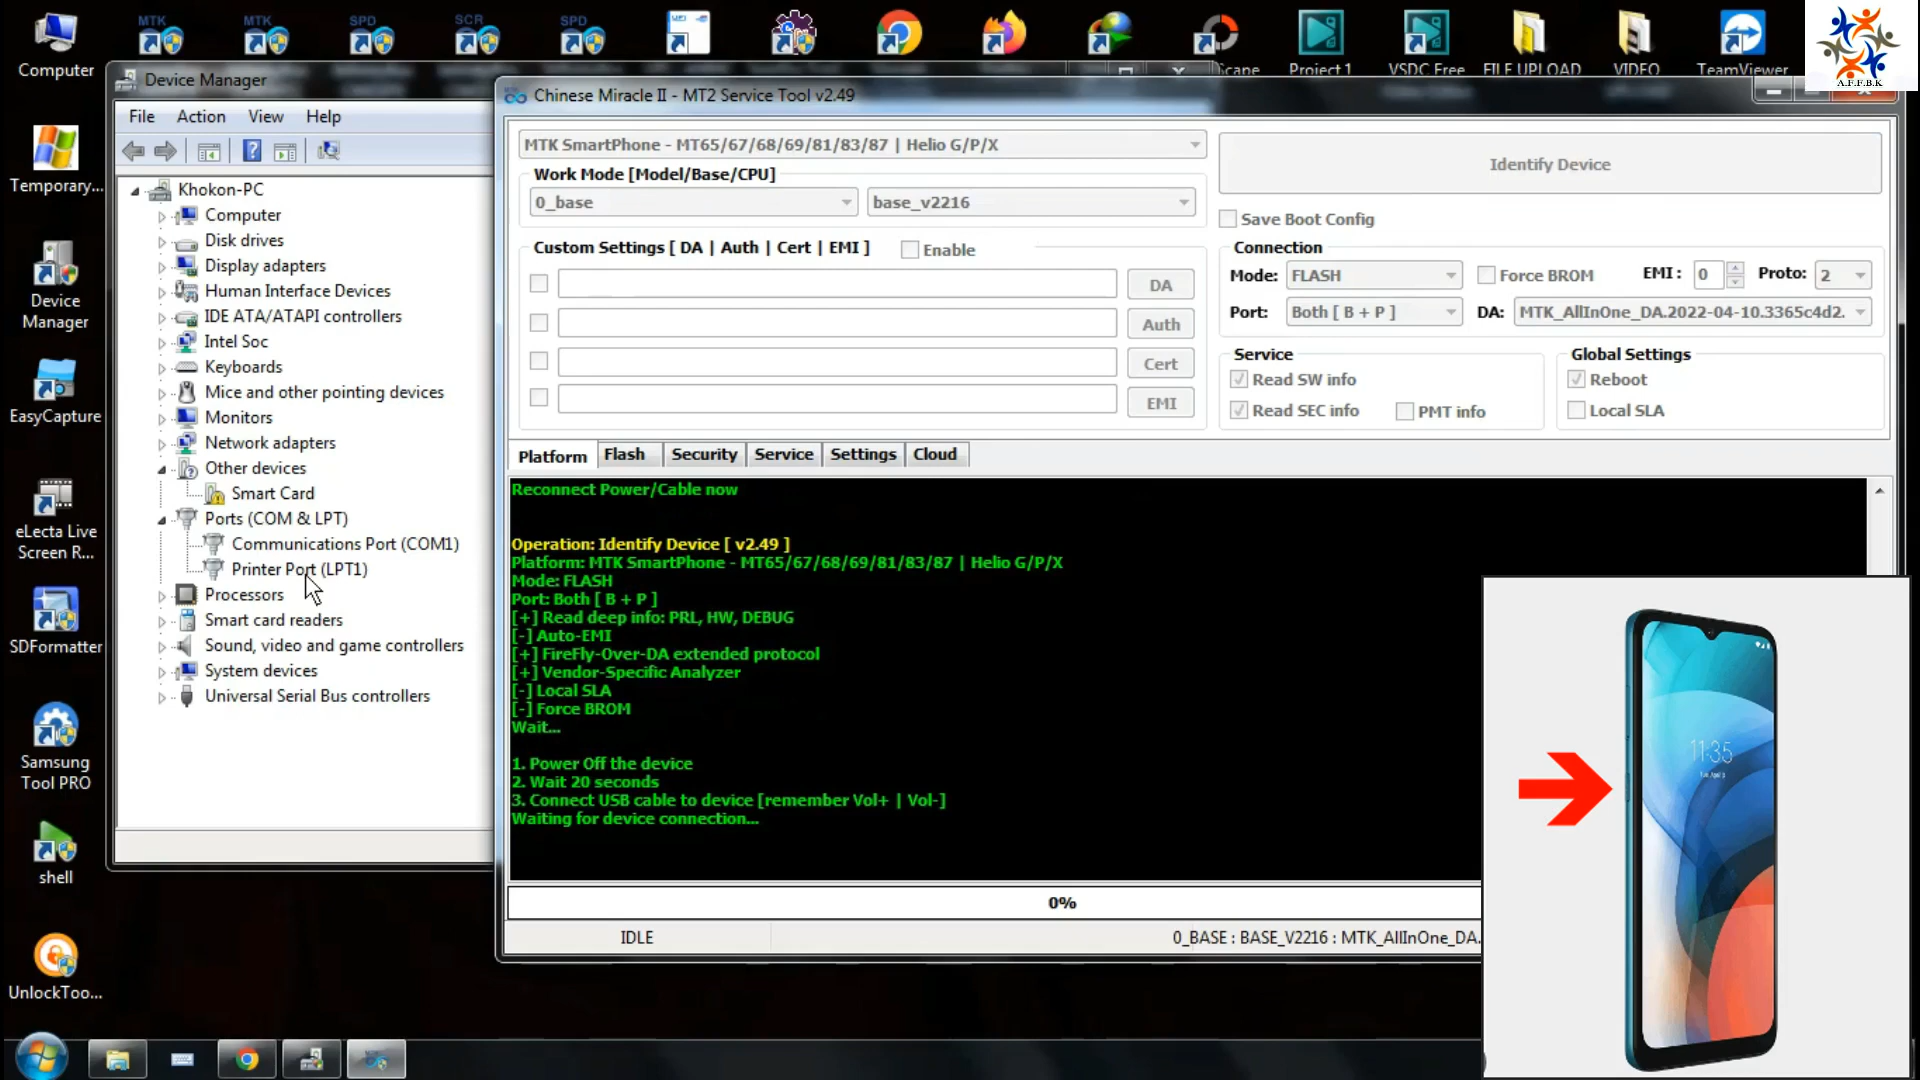 Computer
MTK
MTK
SPD
SCR
SPD
Scape
Project 1
VSDC Free
FILE UPLOAD
VIDEO
TeamViewer
A.F.F.B.K
Temporary...
Device
Manager
EasyCapture
eLecta Live
Screen R...
SDFormatter
Samsung
Tool PRO
shell
UnlockToo...
Device Manager
File Action View Help
Khokon-PC
Computer
Disk drives
Display adapters
Human Interface Devices
IDE ATA/ATAPI controllers
Intel Soc
Keyboards
Mice and other pointing devices
Monitors
Network adapters
Other devices
Smart Card
Ports (COM & LPT)
Communications Port (COM1)
Printer Port (LPT1)
Processors
Smart card readers
Sound, video and game controllers
System devices
Universal Serial Bus controllers
Chinese Miracle II - MT2 Service Tool v2.49
MTK SmartPhone - MT65/67/68/69/81/83/87 | Helio G/P/X
Work Mode [Model/Base/CPU]
0_base
base_v2216
Custom Settings [ DA | Auth | Cert | EMI ]
Enable
DA
Auth
Cert
EMI
Identify Device
Save Boot Config
Connection
Mode: FLASH
Force BROM
EMI : 0
Proto: 2
Port: Both [ B + P ]
DA: MTK_AllInOne_DA.2022-04-10.3365c4d2.
Service
Read SW info
Read SEC info
PMT info
Global Settings
Reboot
Local SLA
Platform Flash Security Service Settings Cloud
Reconnect Power/Cable now
Operation: Identify Device [ v2.49 ]
Platform: MTK SmartPhone - MT65/67/68/69/81/83/87 | Helio G/P/X
Mode: FLASH
Port: Both [ B + P ]
[+] Read deep info: PRL, HW, DEBUG
[-] Auto-EMI
[+] FireFly-Over-DA extended protocol
[+] Vendor-Specific Analyzer
[-] Local SLA
[-] Force BROM
Wait...
1. Power Off the device
2. Wait 20 seconds
3. Connect USB cable to device [remember Vol+ | Vol-]
Waiting for device connection...
0%
IDLE
0_BASE : BASE_V2216 : MTK_AllInOne_DA.
11:35